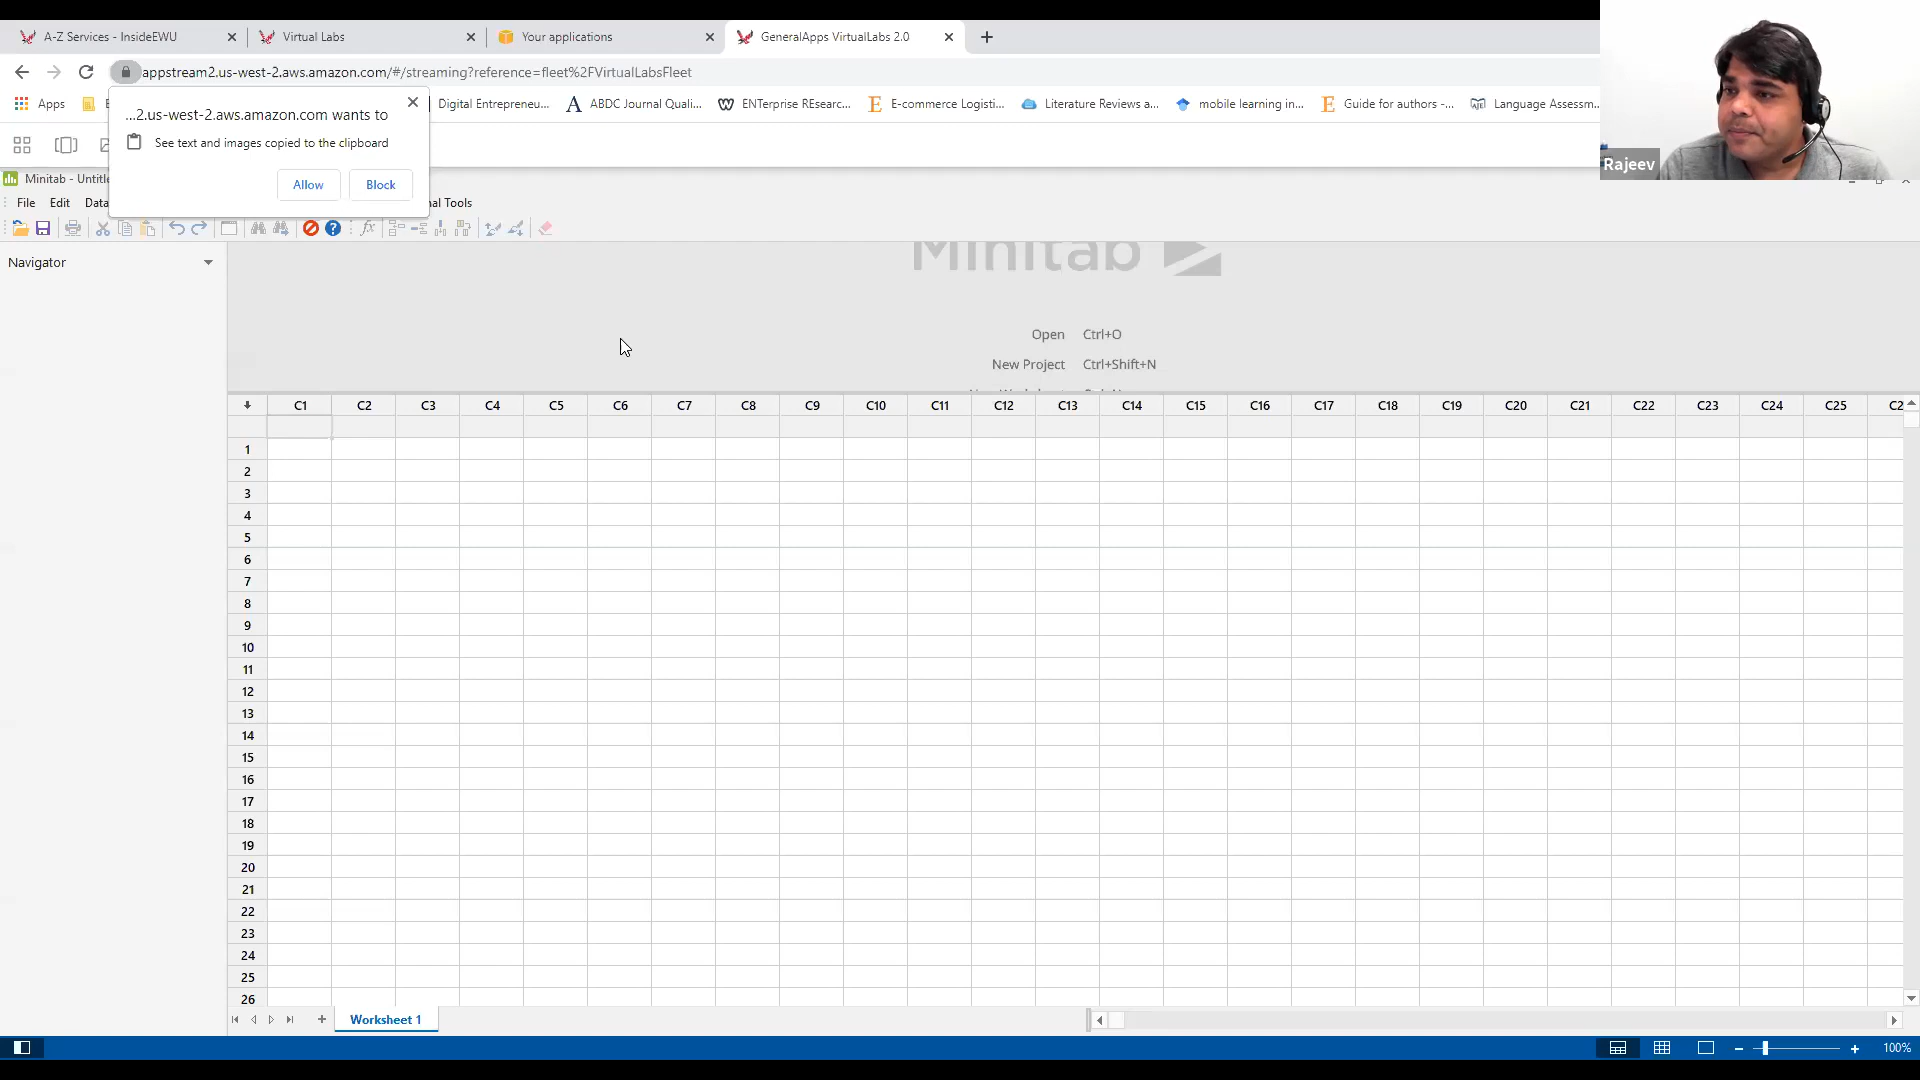 A-Z Services - InsideEWU
Virtual Labs
Your applications
GeneralApps VirtualLabs 2.0
appstream2.us-west-2.aws.amazon.com/#/streaming?reference=fleet%2FVirtualLabsFleet
Apps
Digital Entrepreneu...
A
ABDC Journal Quali...
ENTerprise REsearc...
E
E-commerce Logisti...
Literature Reviews a...
mobile learning in...
E
Guide for authors -...
Language Assessm...
...2.us-west-2.aws.amazon.com wants to
See text and images copied to the clipboard
Allow
Block
Rajeev
Minitab - Untitle
File
Edit
Data
nal Tools
Navigator
Minitab
Open Ctrl+O
New Project Ctrl+Shift+N
C1 C2 C3 C4 C5 C6 C7 C8 C9 C10 C11 C12 C13 C14 C15 C16 C17 C18 C19 C20 C21 C22 C23 C24 C25 C2
1
2
3
4
5
6
7
8
9
10
11
12
13
14
15
16
17
18
19
20
21
22
23
24
25
26
Worksheet 1
100%